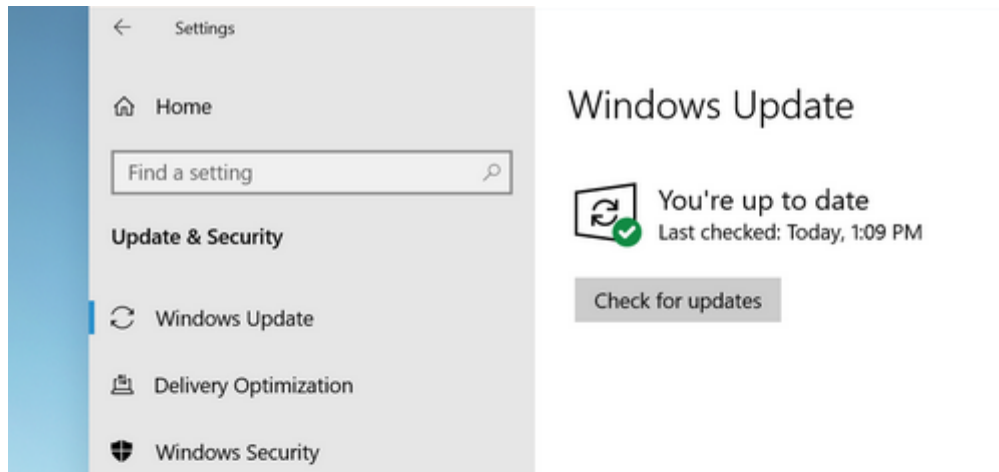 Settings
Home
Find a setting
Update & Security
Windows Update
Delivery Optimization
Windows Security
Windows Update
You're up to date
Last checked: Today, 1:09 PM
Check for updates